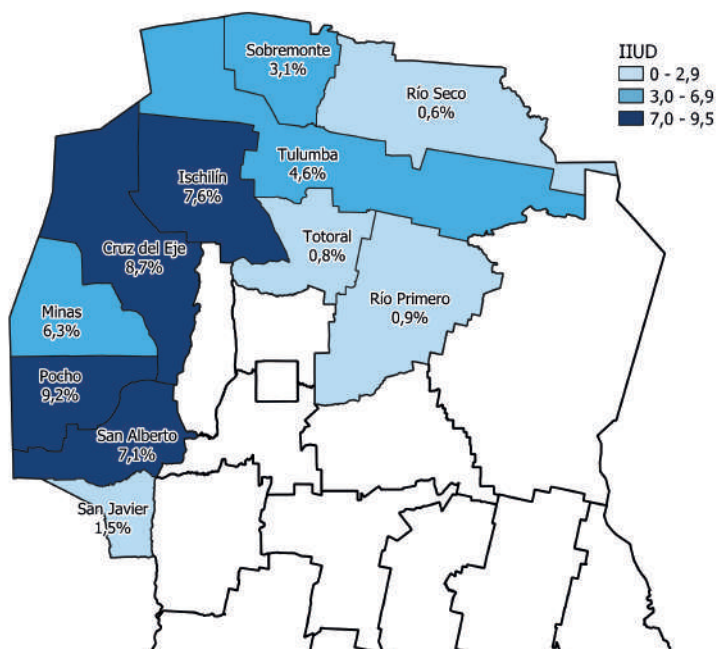 Sobremonte
3,1%
Río Seco
0,6%
IIUD
0 - 2,9
3,0 - 6,9
7,0 - 9,5
Tulumba
4,6%
Ischilín
7,6%
Totoral
0,8%
Cruz del Eje
8,7%
Río Primero
0,9%
Minas
6,3%
Pocho
9,2%
San Alberto
7,1%
San Javier
1,5%